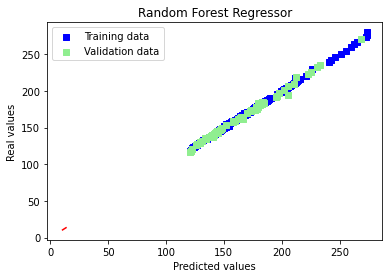 Random Forest Regressor
Training data
Validation data
Real values
250
200
150
100
50
0
0
50
100
150
200
250
Predicted values